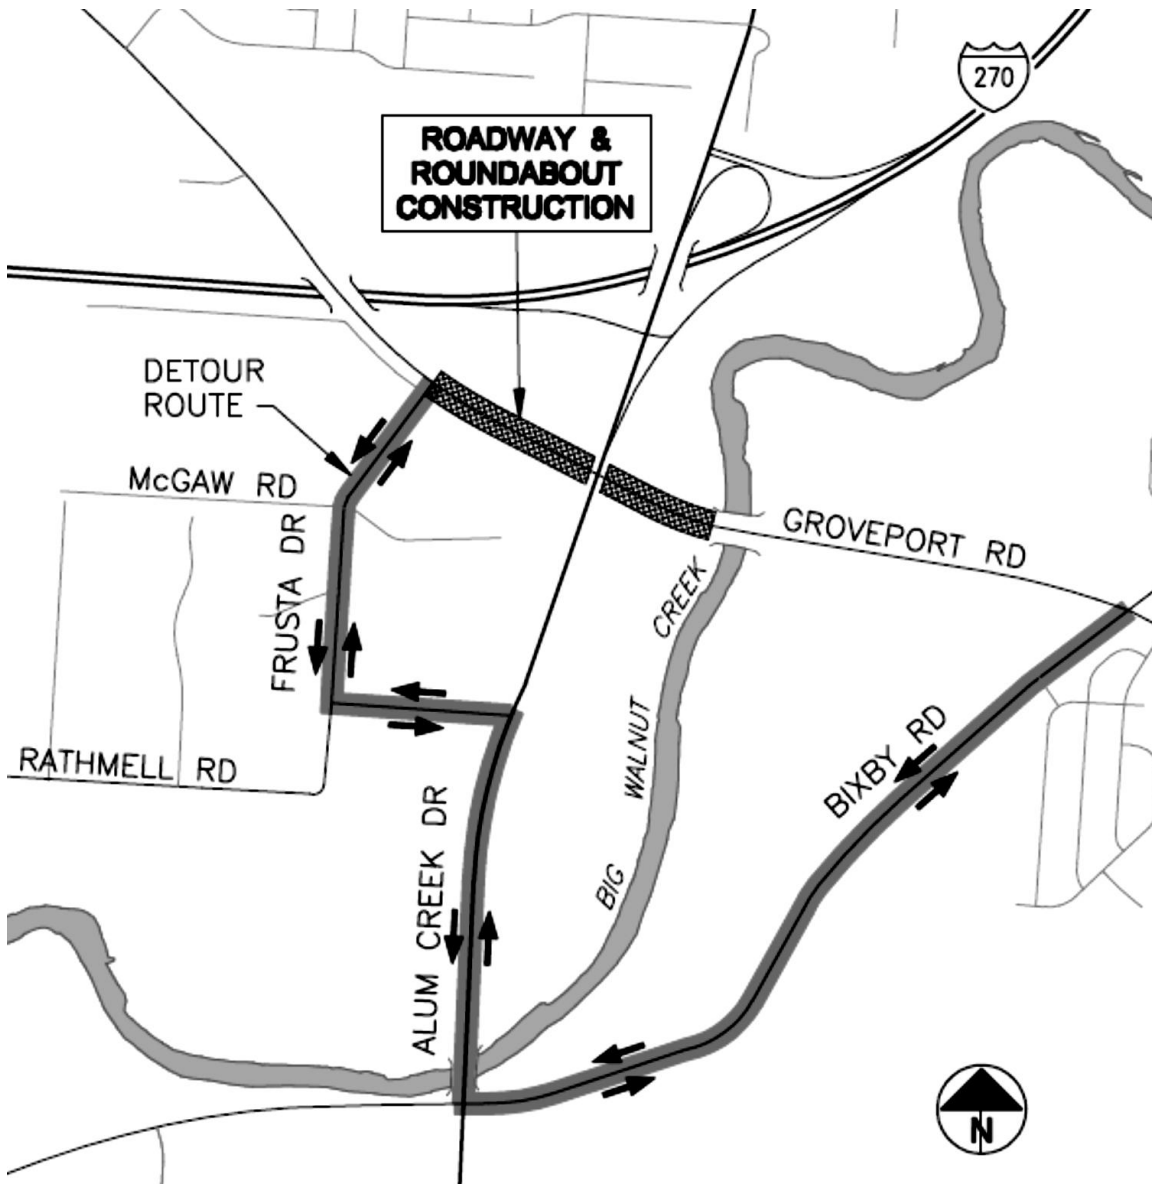 270
ROADWAY &
ROUNDABOUT
CONSTRUCTION
DETOUR
ROUTE
McGAW RD
GROVEPORT RD
CREEK
FRUSTA DR
WALNUT
BIXBY RD
RATHMELL RD
ALUM CREEK DR
BIG
N